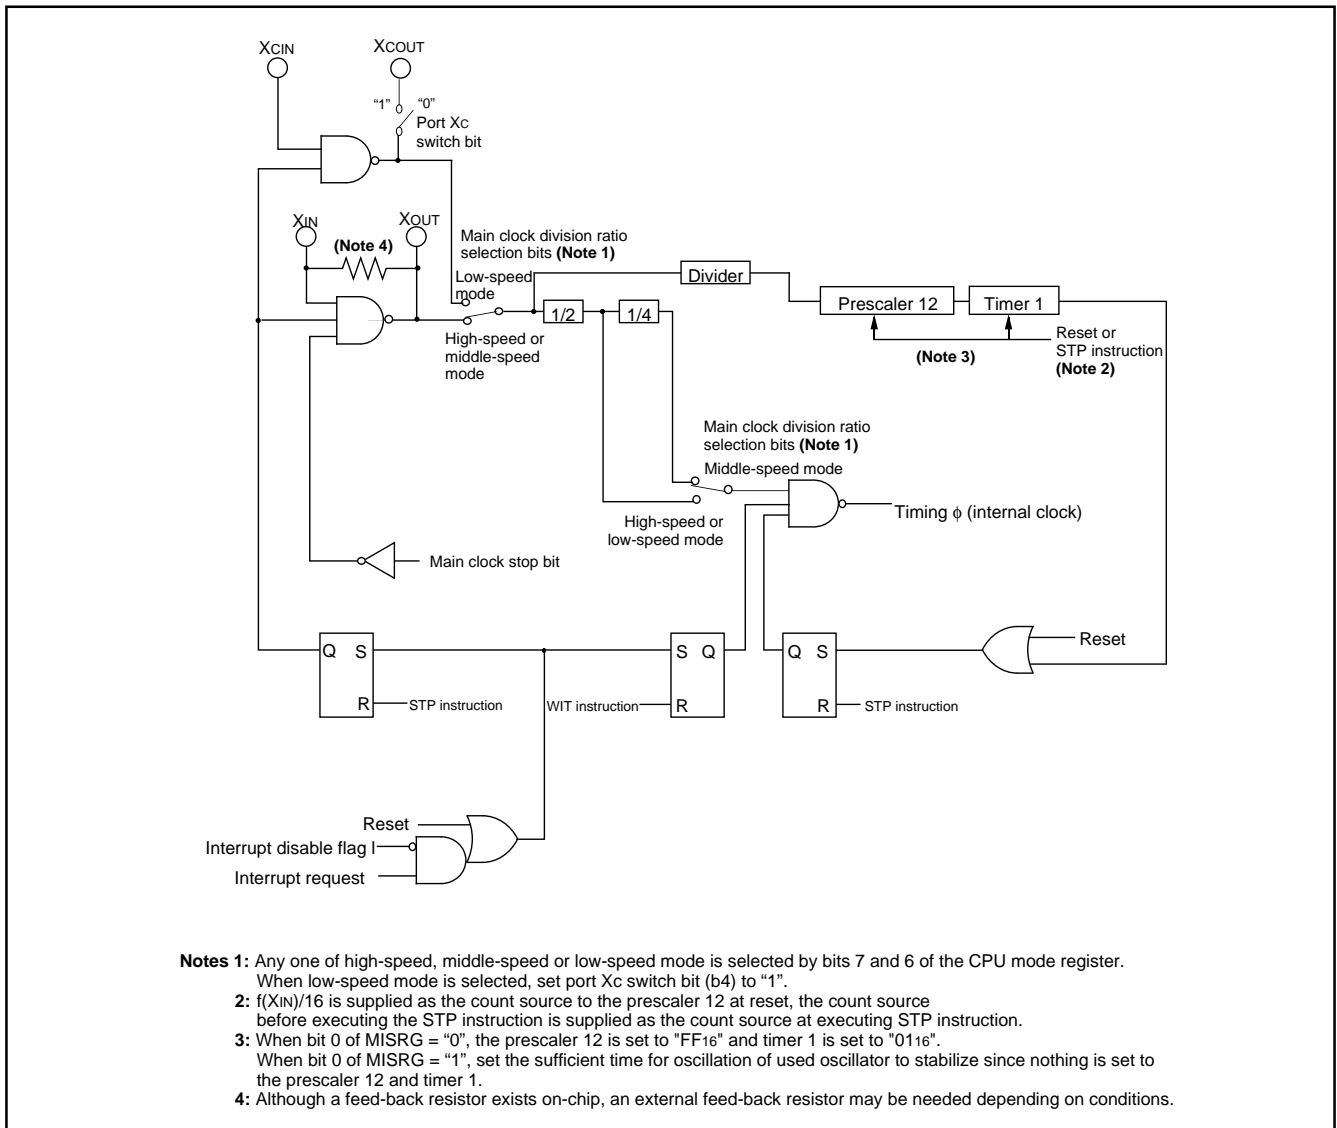 XCIN
XCOUT
“1”
“0”
Port XC
switch bit
XIN
XOUT
(Note 4)
Main clock division ratio
selection bits (Note 1)
Low-speed
mode
Divider
Prescaler 12
Timer 1
1/2
1/4
High-speed or
middle-speed
mode
(Note 3)
Reset or
STP instruction
(Note 2)
Main clock division ratio
selection bits (Note 1)
Middle-speed mode
Timing ϕ (internal clock)
High-speed or
low-speed mode
Main clock stop bit
Reset
Q S
R
STP instruction
S Q
R
WIT instruction
Q S
R
STP instruction
Reset
Interrupt disable flag I
Interrupt request
Notes 1: Any one of high-speed, middle-speed or low-speed mode is selected by bits 7 and 6 of the CPU mode register.
When low-speed mode is selected, set port Xc switch bit (b4) to “1”.
2: f(XIN)/16 is supplied as the count source to the prescaler 12 at reset, the count source
before executing the STP instruction is supplied as the count source at executing STP instruction.
3: When bit 0 of MISRG = “0”, the prescaler 12 is set to "FF16" and timer 1 is set to "0116".
When bit 0 of MISRG = “1”, set the sufficient time for oscillation of used oscillator to stabilize since nothing is set to
the prescaler 12 and timer 1.
4: Although a feed-back resistor exists on-chip, an external feed-back resistor may be needed depending on conditions.